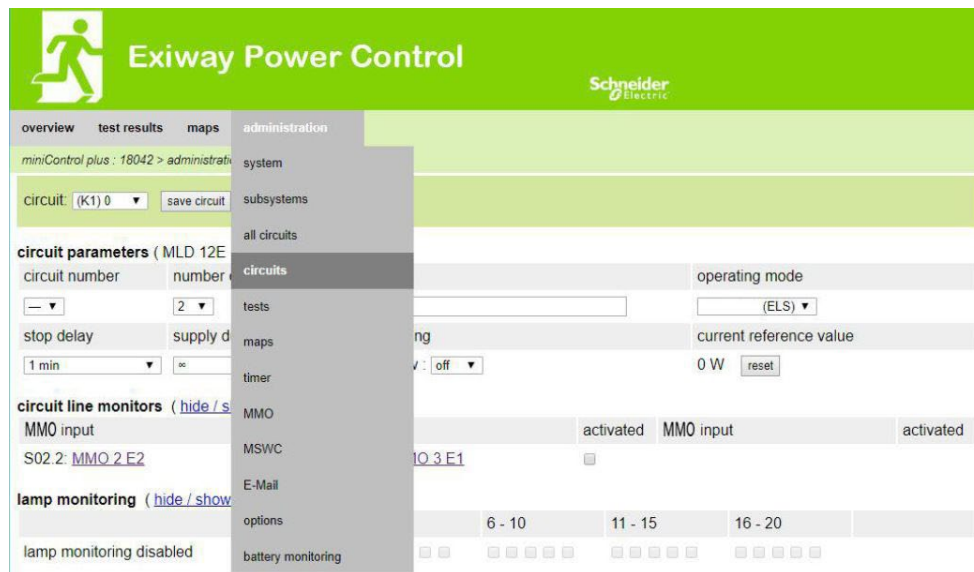 Exiway Power Control
Schneider
Electric
overview test results maps administration
miniControl plus : 18042 > administrati
system
circuit: (K1) 0 save circuit subsystems
all circuits
circuit parameters ( MLD 12E
circuit number number circuits operating mode
— 2 tests (ELS)
stop delay supply d maps ng current reference value
1 min ∞ timer : off 0 W reset
circuit line monitors ( hide / s
MMO input MMO activated MMO input activated
S02.2: MMO 2 E2 MSWC O 3 E1
E-Mail
lamp monitoring ( hide / show
options 6 - 10 11 - 15 16 - 20
lamp monitoring disabled battery monitoring